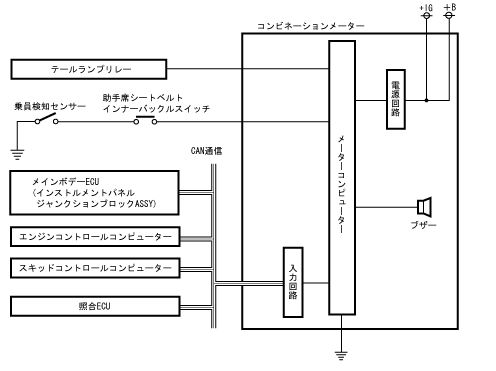 +IG
+B
コンビネーションメーター
テールランプリレー
乗員検知センサー
助手席シートベルト
インナーバックルスイッチ
電源回路
CAN通信
メーターコンピューター
メインボデーECU
(インストルメントパネル
ジャンクションブロックASSY)
ブザー
エンジンコントロールコンピューター
スキッドコントロールコンピューター
入力回路
照合ECU